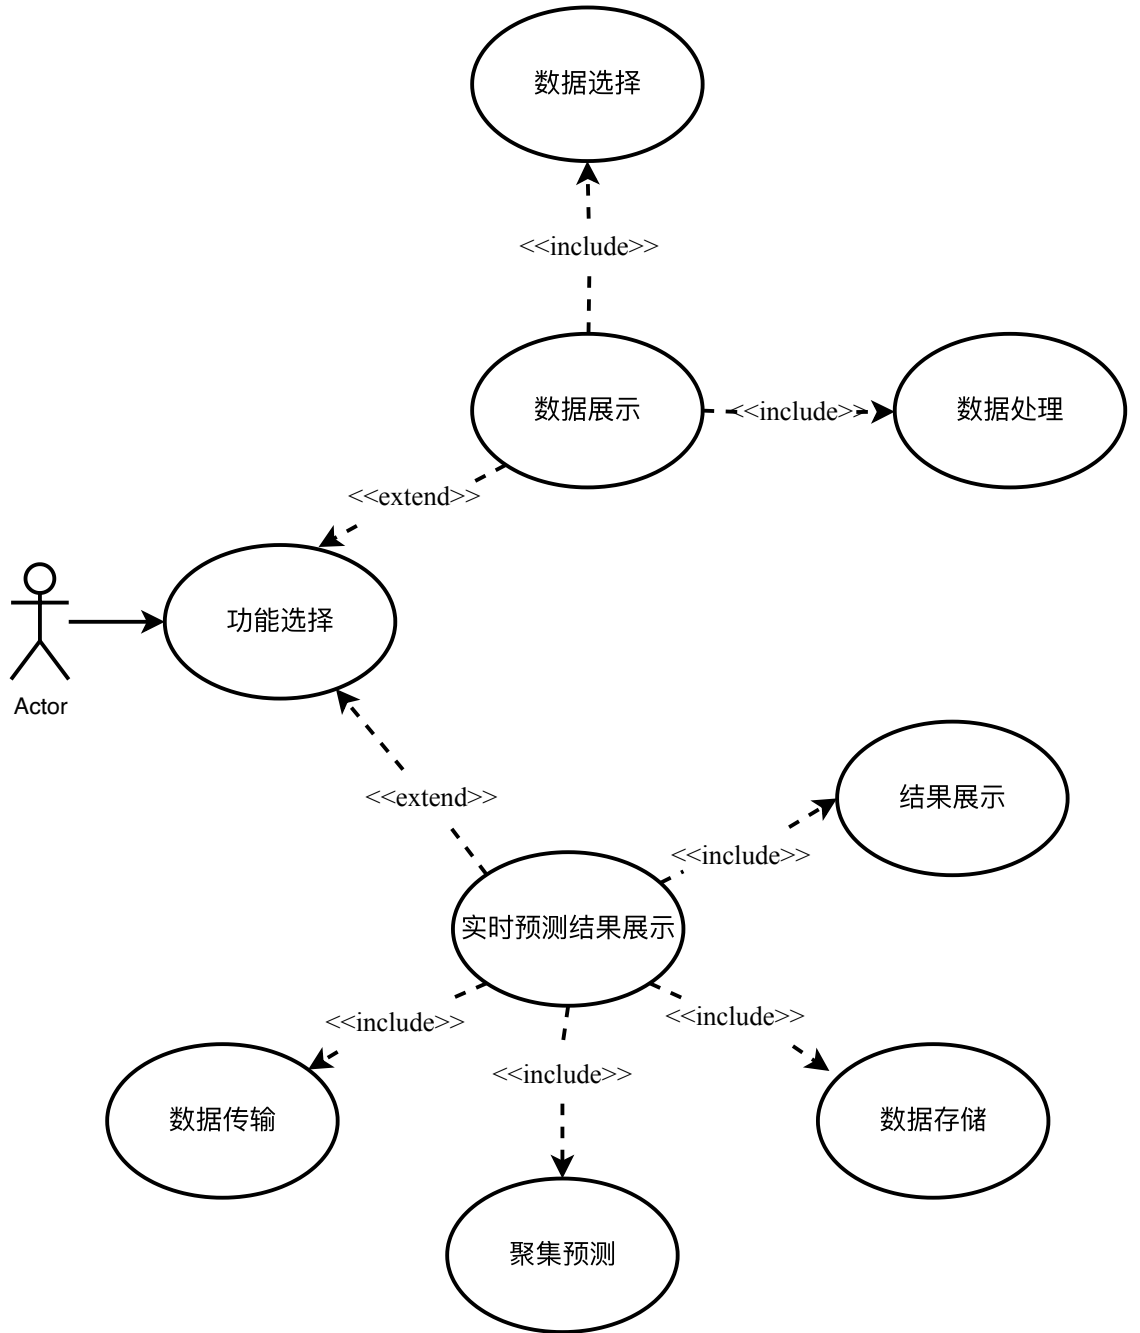 数据选择
<<include>>
数据展示
<<include>>
数据处理
<<extend>>
功能选择
Actor
<<extend>>
结果展示
<<include>>
实时预测结果展示
<<include>>
<<include>>
<<include>>
数据传输
数据存储
聚集预测